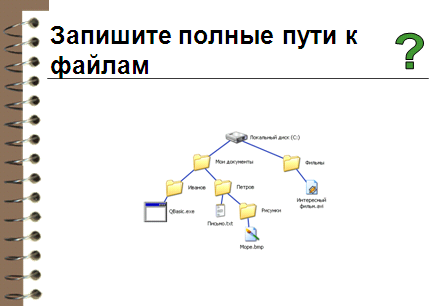 Запишите полные пути к
файлам
?
Локальный диск (C:)
Мои документы
Фильмы
Иванов
Петров
Интересный
фильм.avi
QBasic.exe
Письмо.txt
Рисунки
Море.bmp